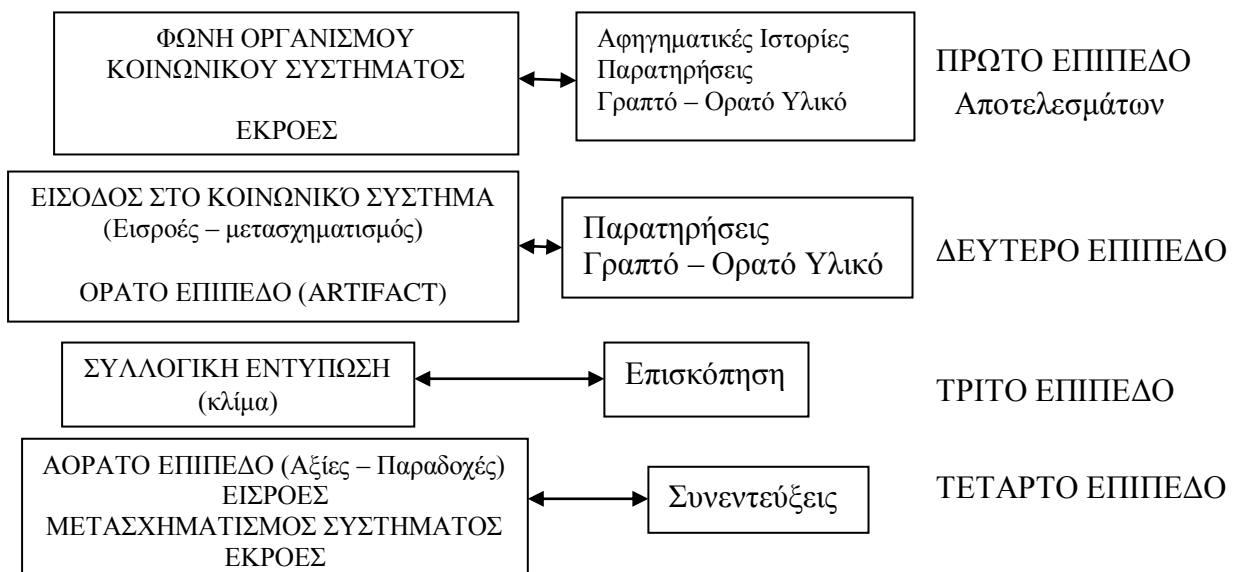 ΦΩΝΗ ΟΡΓΑΝΙΣΜΟΥ
ΚΟΙΝΩΝΙΚΟΥ ΣΥΣΤΗΜΑΤΟΣ
ΕΚΡΟΕΣ
Αφηγηματικές Ιστορίες
Παρατηρήσεις
Γραπτό – Ορατό Υλικό
ΠΡΩΤΟ ΕΠΙΠΕΔΟ
Αποτελεσμάτων
ΕΙΣΟΔΟΣ ΣΤΟ ΚΟΙΝΩΝΙΚΌ ΣΥΣΤΗΜΑ
(Εισροές – μετασχηματισμός)
ΟΡΑΤΟ ΕΠΙΠΕΔΟ (ARTIFACT)
Παρατηρήσεις
Γραπτό – Ορατό Υλικό
ΔΕΥΤΕΡΟ ΕΠΙΠΕΔΟ
ΣΥΛΛΟΓΙΚΗ ΕΝΤΥΠΩΣΗ
(κλίμα)
Επισκόπηση
ΤΡΙΤΟ ΕΠΙΠΕΔΟ
ΑΟΡΑΤΟ ΕΠΙΠΕΔΟ (Αξίες – Παραδοχές)
ΕΙΣΡΟΕΣ
ΜΕΤΑΣΧΗΜΑΤΙΣΜΟΣ ΣΥΣΤΗΜΑΤΟΣ
ΕΚΡΟΕΣ
Συνεντεύξεις
ΤΕΤΑΡΤΟ ΕΠΙΠΕΔΟ